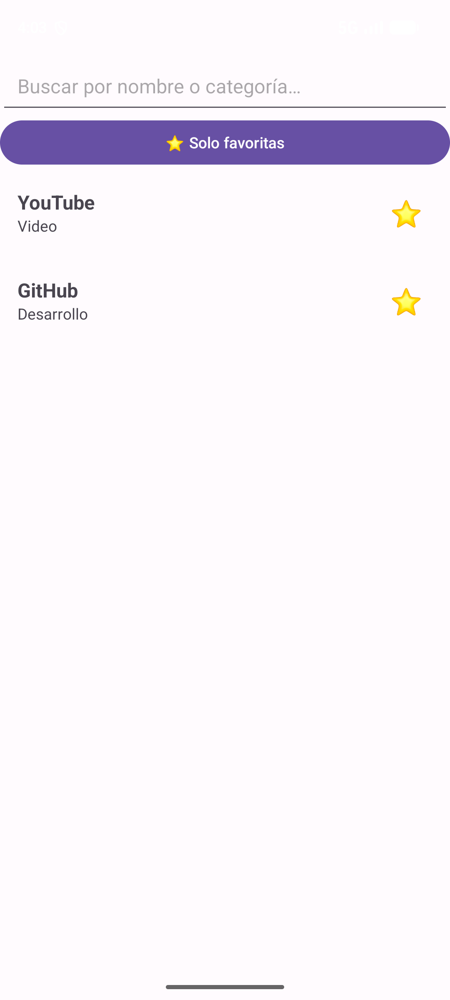 Buscar por nombre o categoría...
⭐ Solo favoritas
YouTube
Video
⭐
GitHub
Desarrollo
⭐